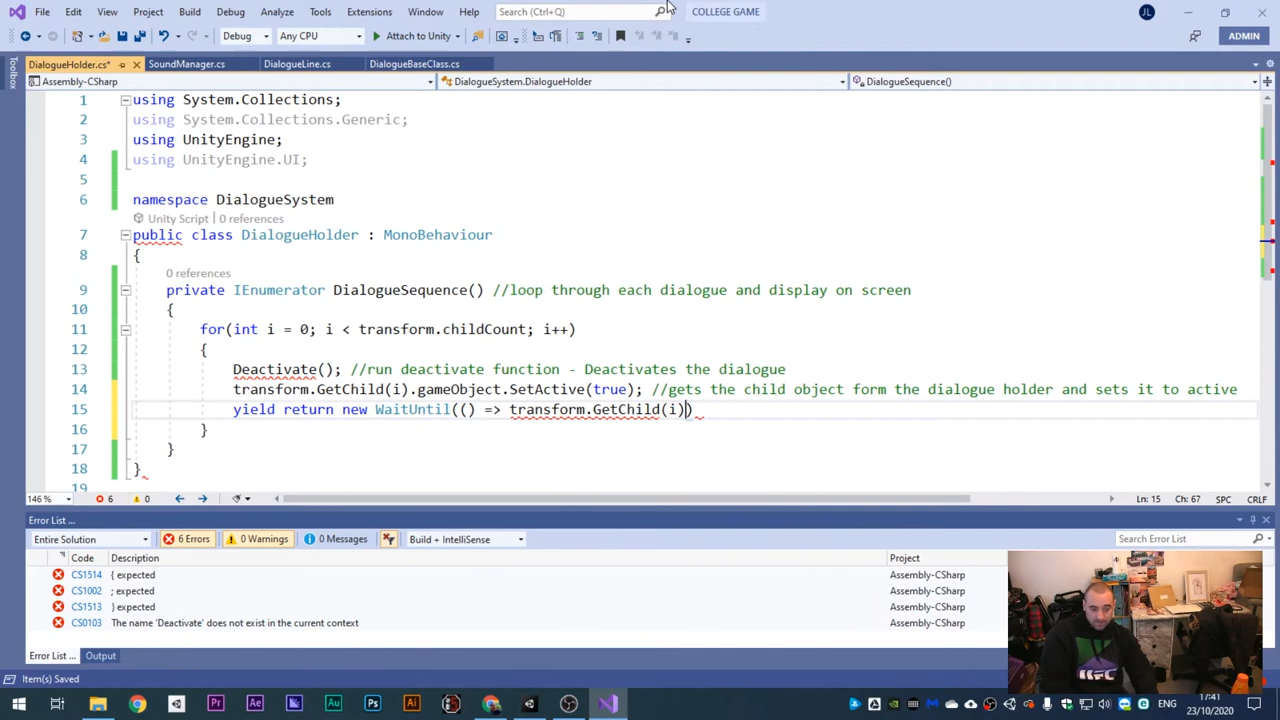 File Edit View Project Build Debug Analyze Tools Extensions Window Help Search (Ctrl+Q) COLLEGE GAME JL
Debug Any CPU Attach to Unity ADMIN
DialogueHolder.cs* SoundManager.cs DialogueLine.cs DialogueBaseClass.cs
Toolbox
Assembly-CSharp DialogueSystem.DialogueHolder DialogueSequence()
1 using System.Collections;
2 using System.Collections.Generic;
3 using UnityEngine;
4 using UnityEngine.UI;
5
6 namespace DialogueSystem
Unity Script | 0 references
7 public class DialogueHolder : MonoBehaviour
8 {
0 references
9 private IEnumerator DialogueSequence() //loop through each dialogue and display on screen
10 {
11 for(int i = 0; i < transform.childCount; i++)
12 {
13 Deactivate(); //run deactivate function - Deactivates the dialogue
14 transform.GetChild(i).gameObject.SetActive(true); //gets the child object form the dialogue holder and sets it to active
15 yield return new WaitUntil(() => transform.GetChild(i))
16 }
17 }
18 }
19
146 % 6 0 Ln: 15 Ch: 67 SPC CRLF
Error List ...
Entire Solution 6 Errors 0 Warnings 0 Messages Build + IntelliSense Search Error List
Code Description Project
CS1514 { expected Assembly-CSharp
CS1002 ; expected Assembly-CSharp
CS1513 } expected Assembly-CSharp
CS0103 The name 'Deactivate' does not exist in the current context Assembly-CSharp
Error List ... Output
Item(s) Saved
Pr Ae Au Ps Ai ENG 17:41
23/10/2020